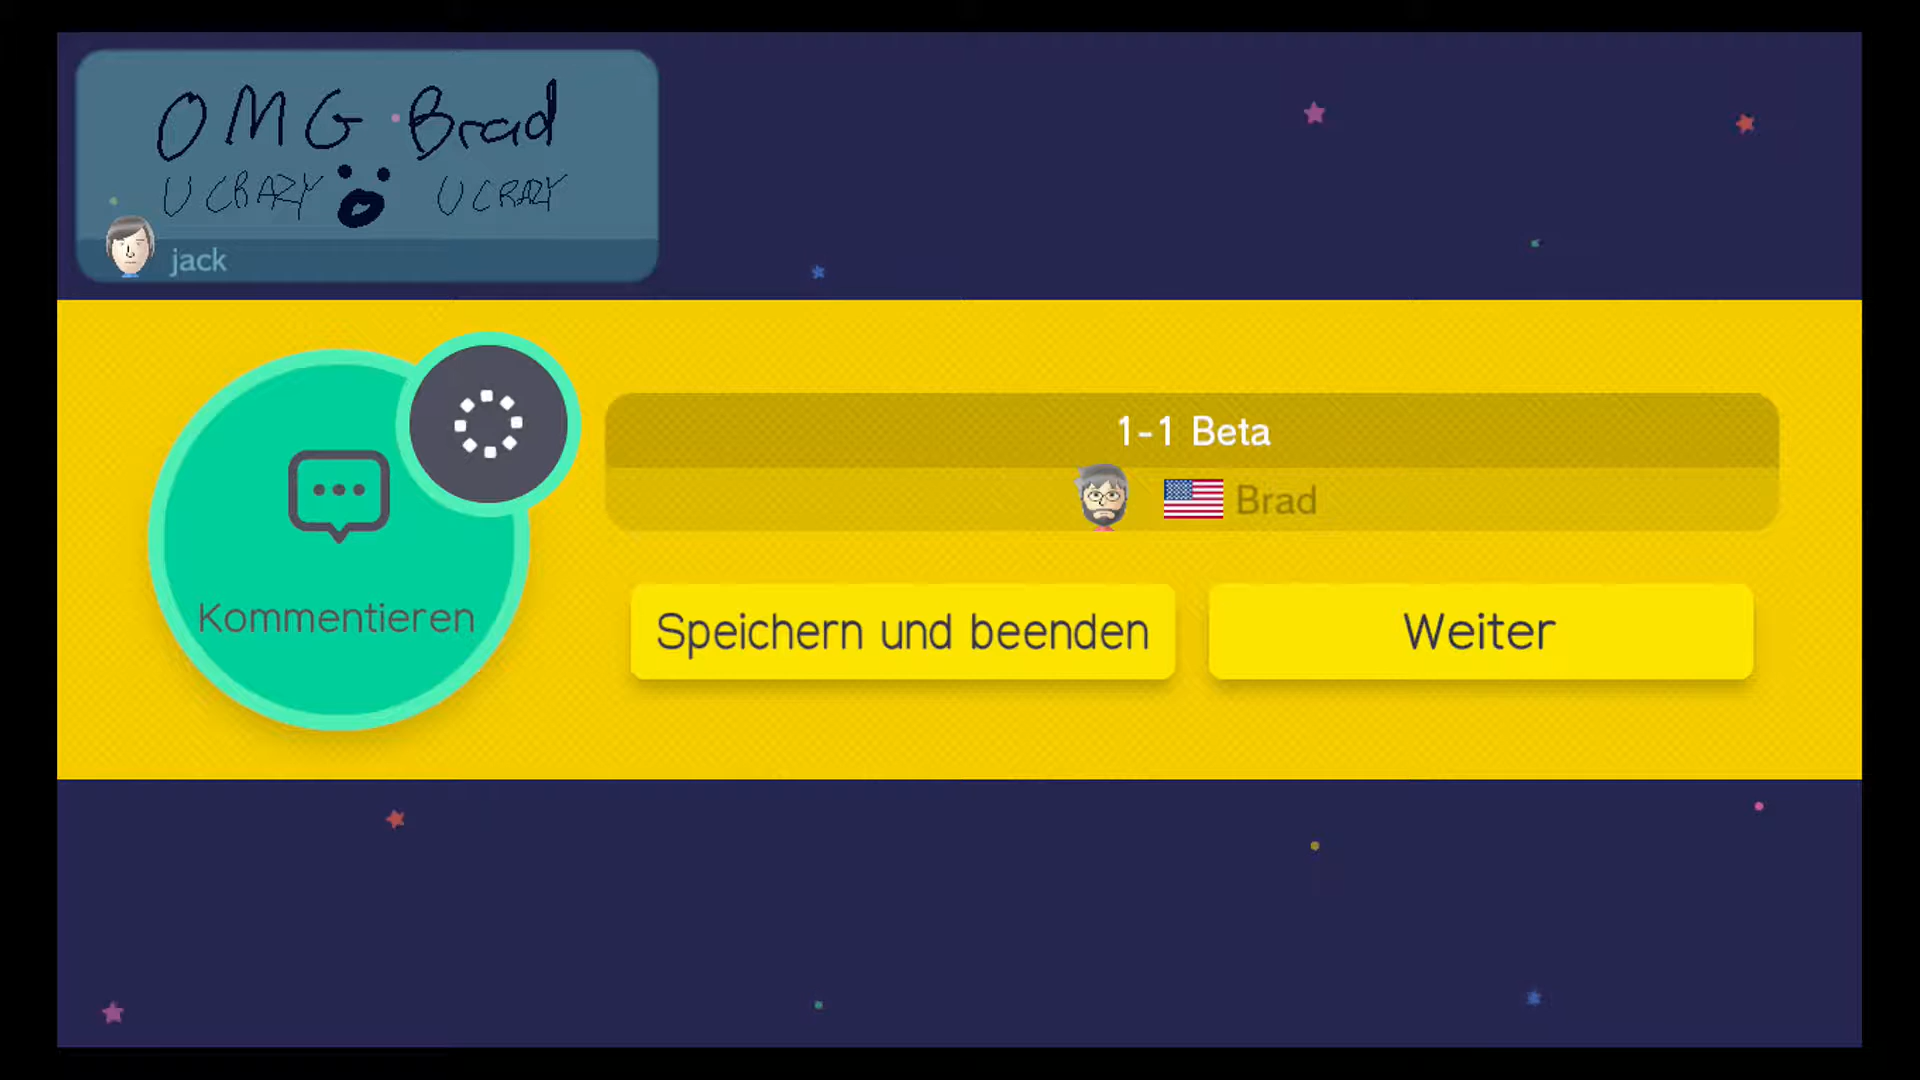 OMG Brad
U CRAZY U CRAZY
jack
1-1 Beta
Brad
Kommentieren
Speichern und beenden
Weiter